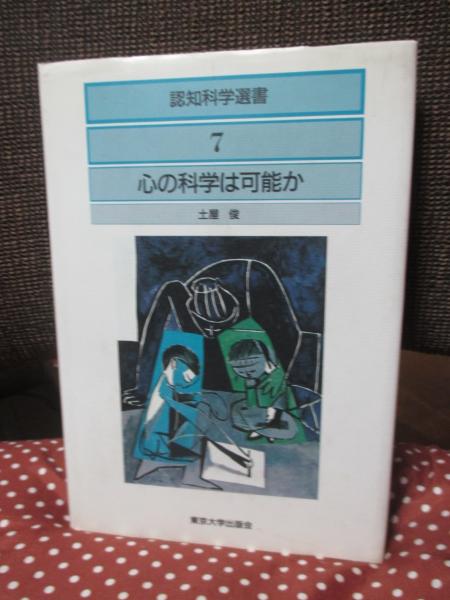 認知科学選書
7
心の科学は可能か
土屋 俊
東京大学出版会